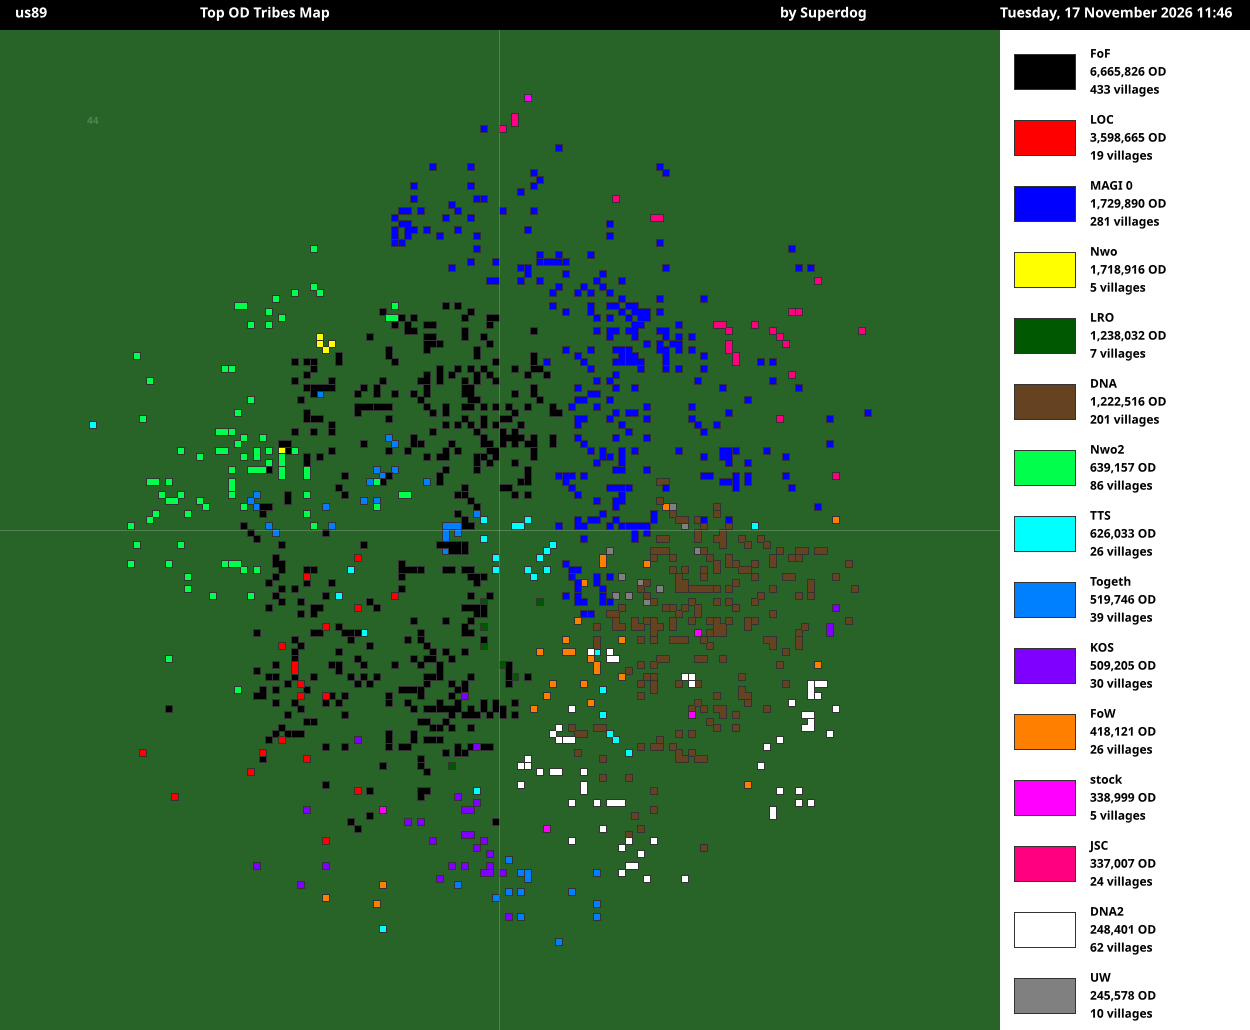 us89 Top OD Tribes Map by Superdog Tuesday, 17 November 2026 11:46
44
FoF
6,665,826 OD
433 villages
LOC
3,598,665 OD
19 villages
MAGI 0
1,729,890 OD
281 villages
Nwo
1,718,916 OD
5 villages
LRO
1,238,032 OD
7 villages
DNA
1,222,516 OD
201 villages
Nwo2
639,157 OD
86 villages
TTS
626,033 OD
26 villages
Togeth
519,746 OD
39 villages
KOS
509,205 OD
30 villages
FoW
418,121 OD
26 villages
stock
338,999 OD
5 villages
JSC
337,007 OD
24 villages
DNA2
248,401 OD
62 villages
UW
245,578 OD
10 villages